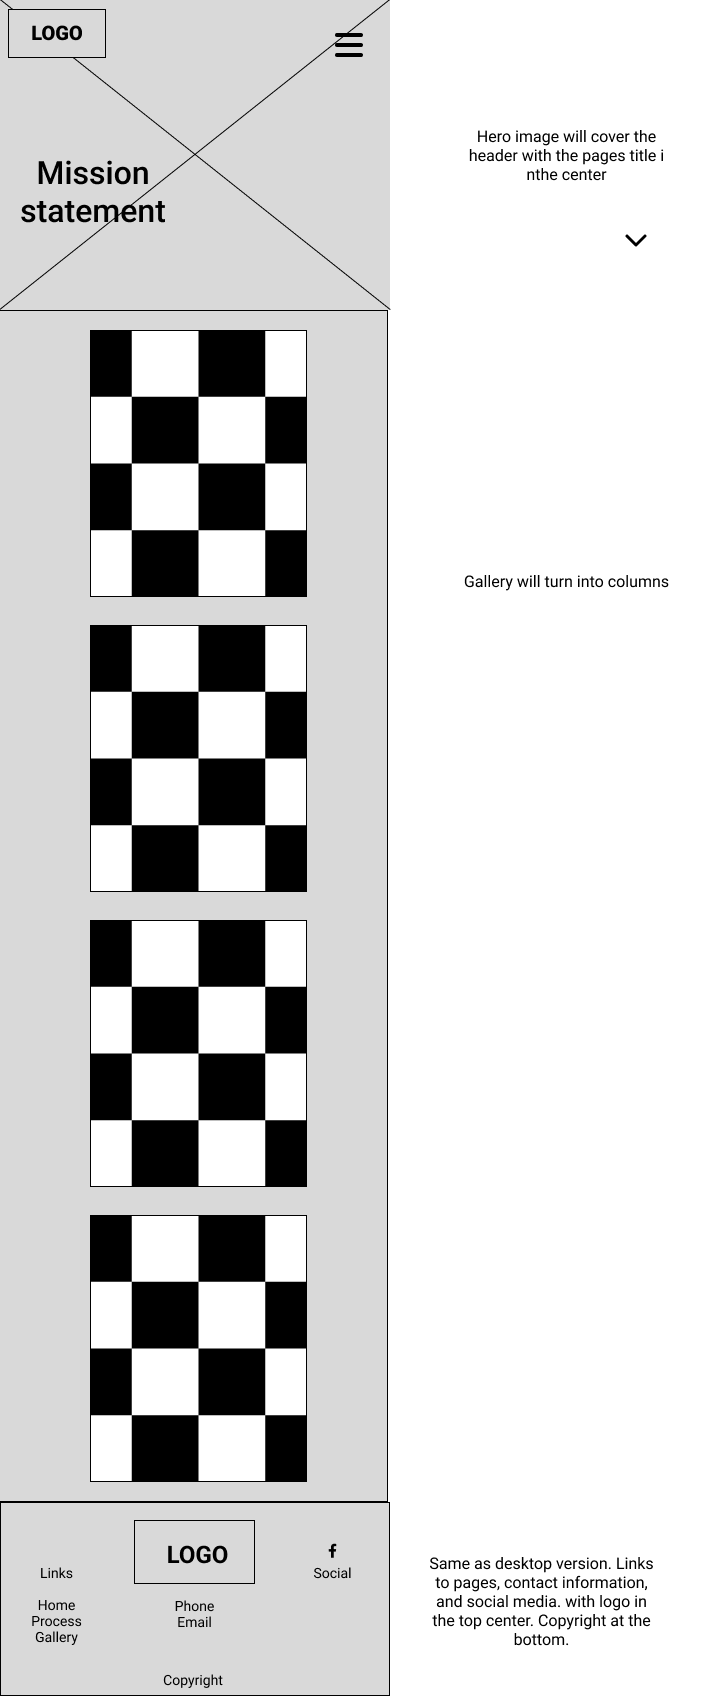 LOGO
Mission
statement
Hero image will cover the
header with the pages title i
nthe center
Gallery will turn into columns
LOGO
Links
Social
Home
Process
Gallery
Phone
Email
Copyright
Same as desktop version. Links
to pages, contact information,
and social media. with logo in
the top center. Copyright at the
bottom.